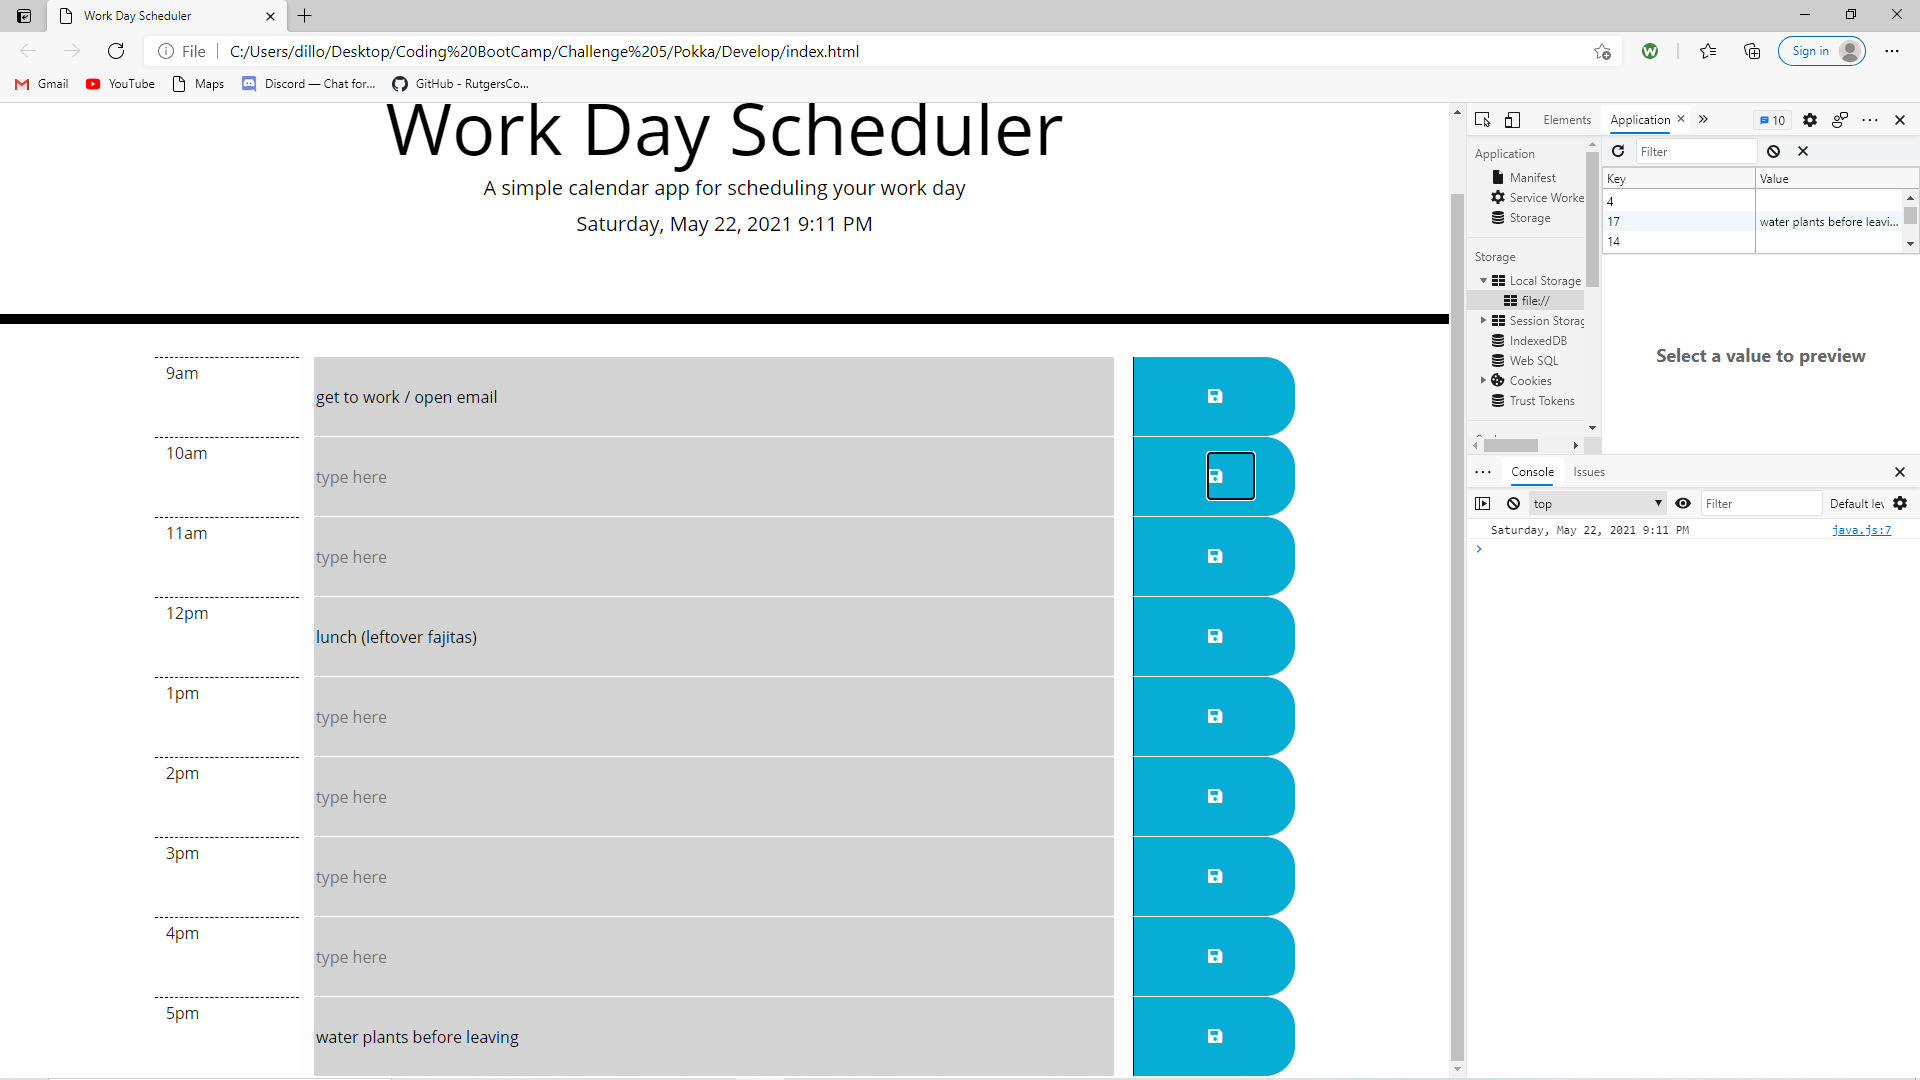 Work Day Scheduler
File
C:/Users/dillo/Desktop/Coding%20BootCamp/Challenge%205/Pokka/Develop/index.html
Sign in
Gmail
YouTube
Maps
Discord — Chat for...
GitHub - RutgersCo...
Work Day Scheduler
A simple calendar app for scheduling your work day
Saturday, May 22, 2021 9:11 PM
9am
get to work / open email
10am
type here
11am
type here
12pm
lunch (leftover fajitas)
1pm
type here
2pm
type here
3pm
type here
4pm
type here
5pm
water plants before leaving
Elements
Application
10
Application
Manifest
Service Worke
Storage
Storage
Local Storage
file://
Session Storag
IndexedDB
Web SQL
Cookies
Trust Tokens
Filter
Key Value
4
17 water plants before leavi...
14
Select a value to preview
Console
Issues
top
Filter
Default lev
Saturday, May 22, 2021 9:11 PM java.js:7